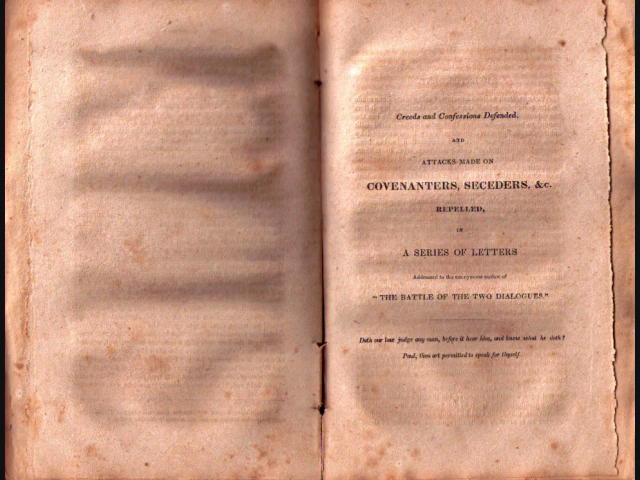 Creeds and Confessions Defended,
AND
ATTACKS MADE ON
COVENANTERS, SECEDERS, &c.
REPELLED,
IN
A SERIES OF LETTERS
Addressed to the anonymous author of
"THE BATTLE OF THE TWO DIALOGUES."
Doth our law judge any man, before it hear him, and know what he doth?
Paul, thou art permitted to speak for thyself.